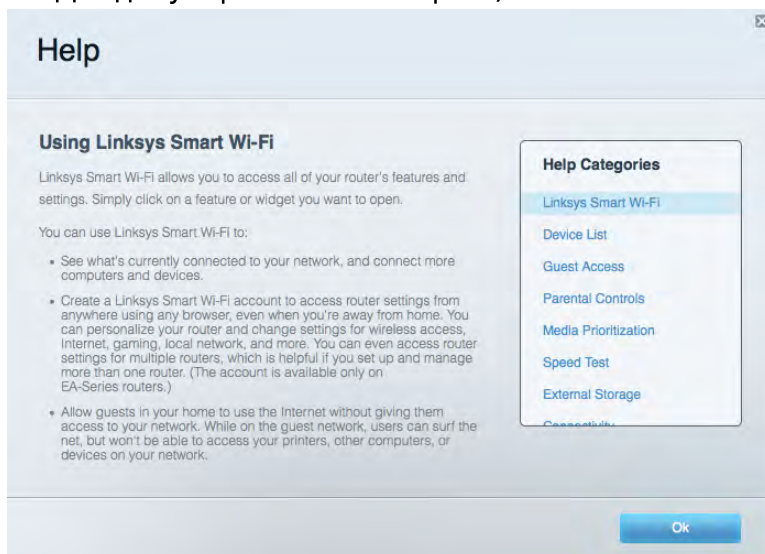 Help
Using Linksys Smart Wi-Fi
Linksys Smart Wi-Fi allows you to access all of your router's features and
settings. Simply click on a feature or widget you want to open.
You can use Linksys Smart Wi-Fi to:
• See what's currently connected to your network, and connect more
computers and devices.
• Create a Linksys Smart Wi-Fi account to access router settings from
anywhere using any browser, even when you're away from home. You
can personalize your router and change settings for wireless access,
Internet, gaming, local network, and more. You can even access router
settings for multiple routers, which is helpful if you set up and manage
more than one router. (The account is available only on
EA-Series routers.)
• Allow guests in your home to use the Internet without giving them
access to your network. While on the guest network, users can surf the
net, but won't be able to access your printers, other computers, or
devices on your network.
Help Categories
Linksys Smart Wi-Fi
Device List
Guest Access
Parental Controls
Media Prioritization
Speed Test
External Storage
Connectivity
Ok